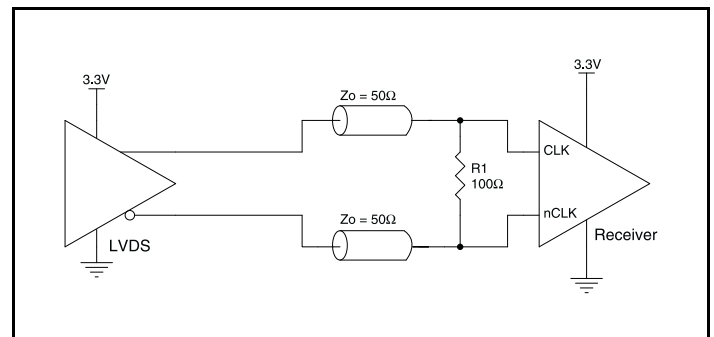 3.3V
3.3V
Zo = 50Ω
CLK
R1
100Ω
Zo = 50Ω
nCLK
LVDS
Receiver